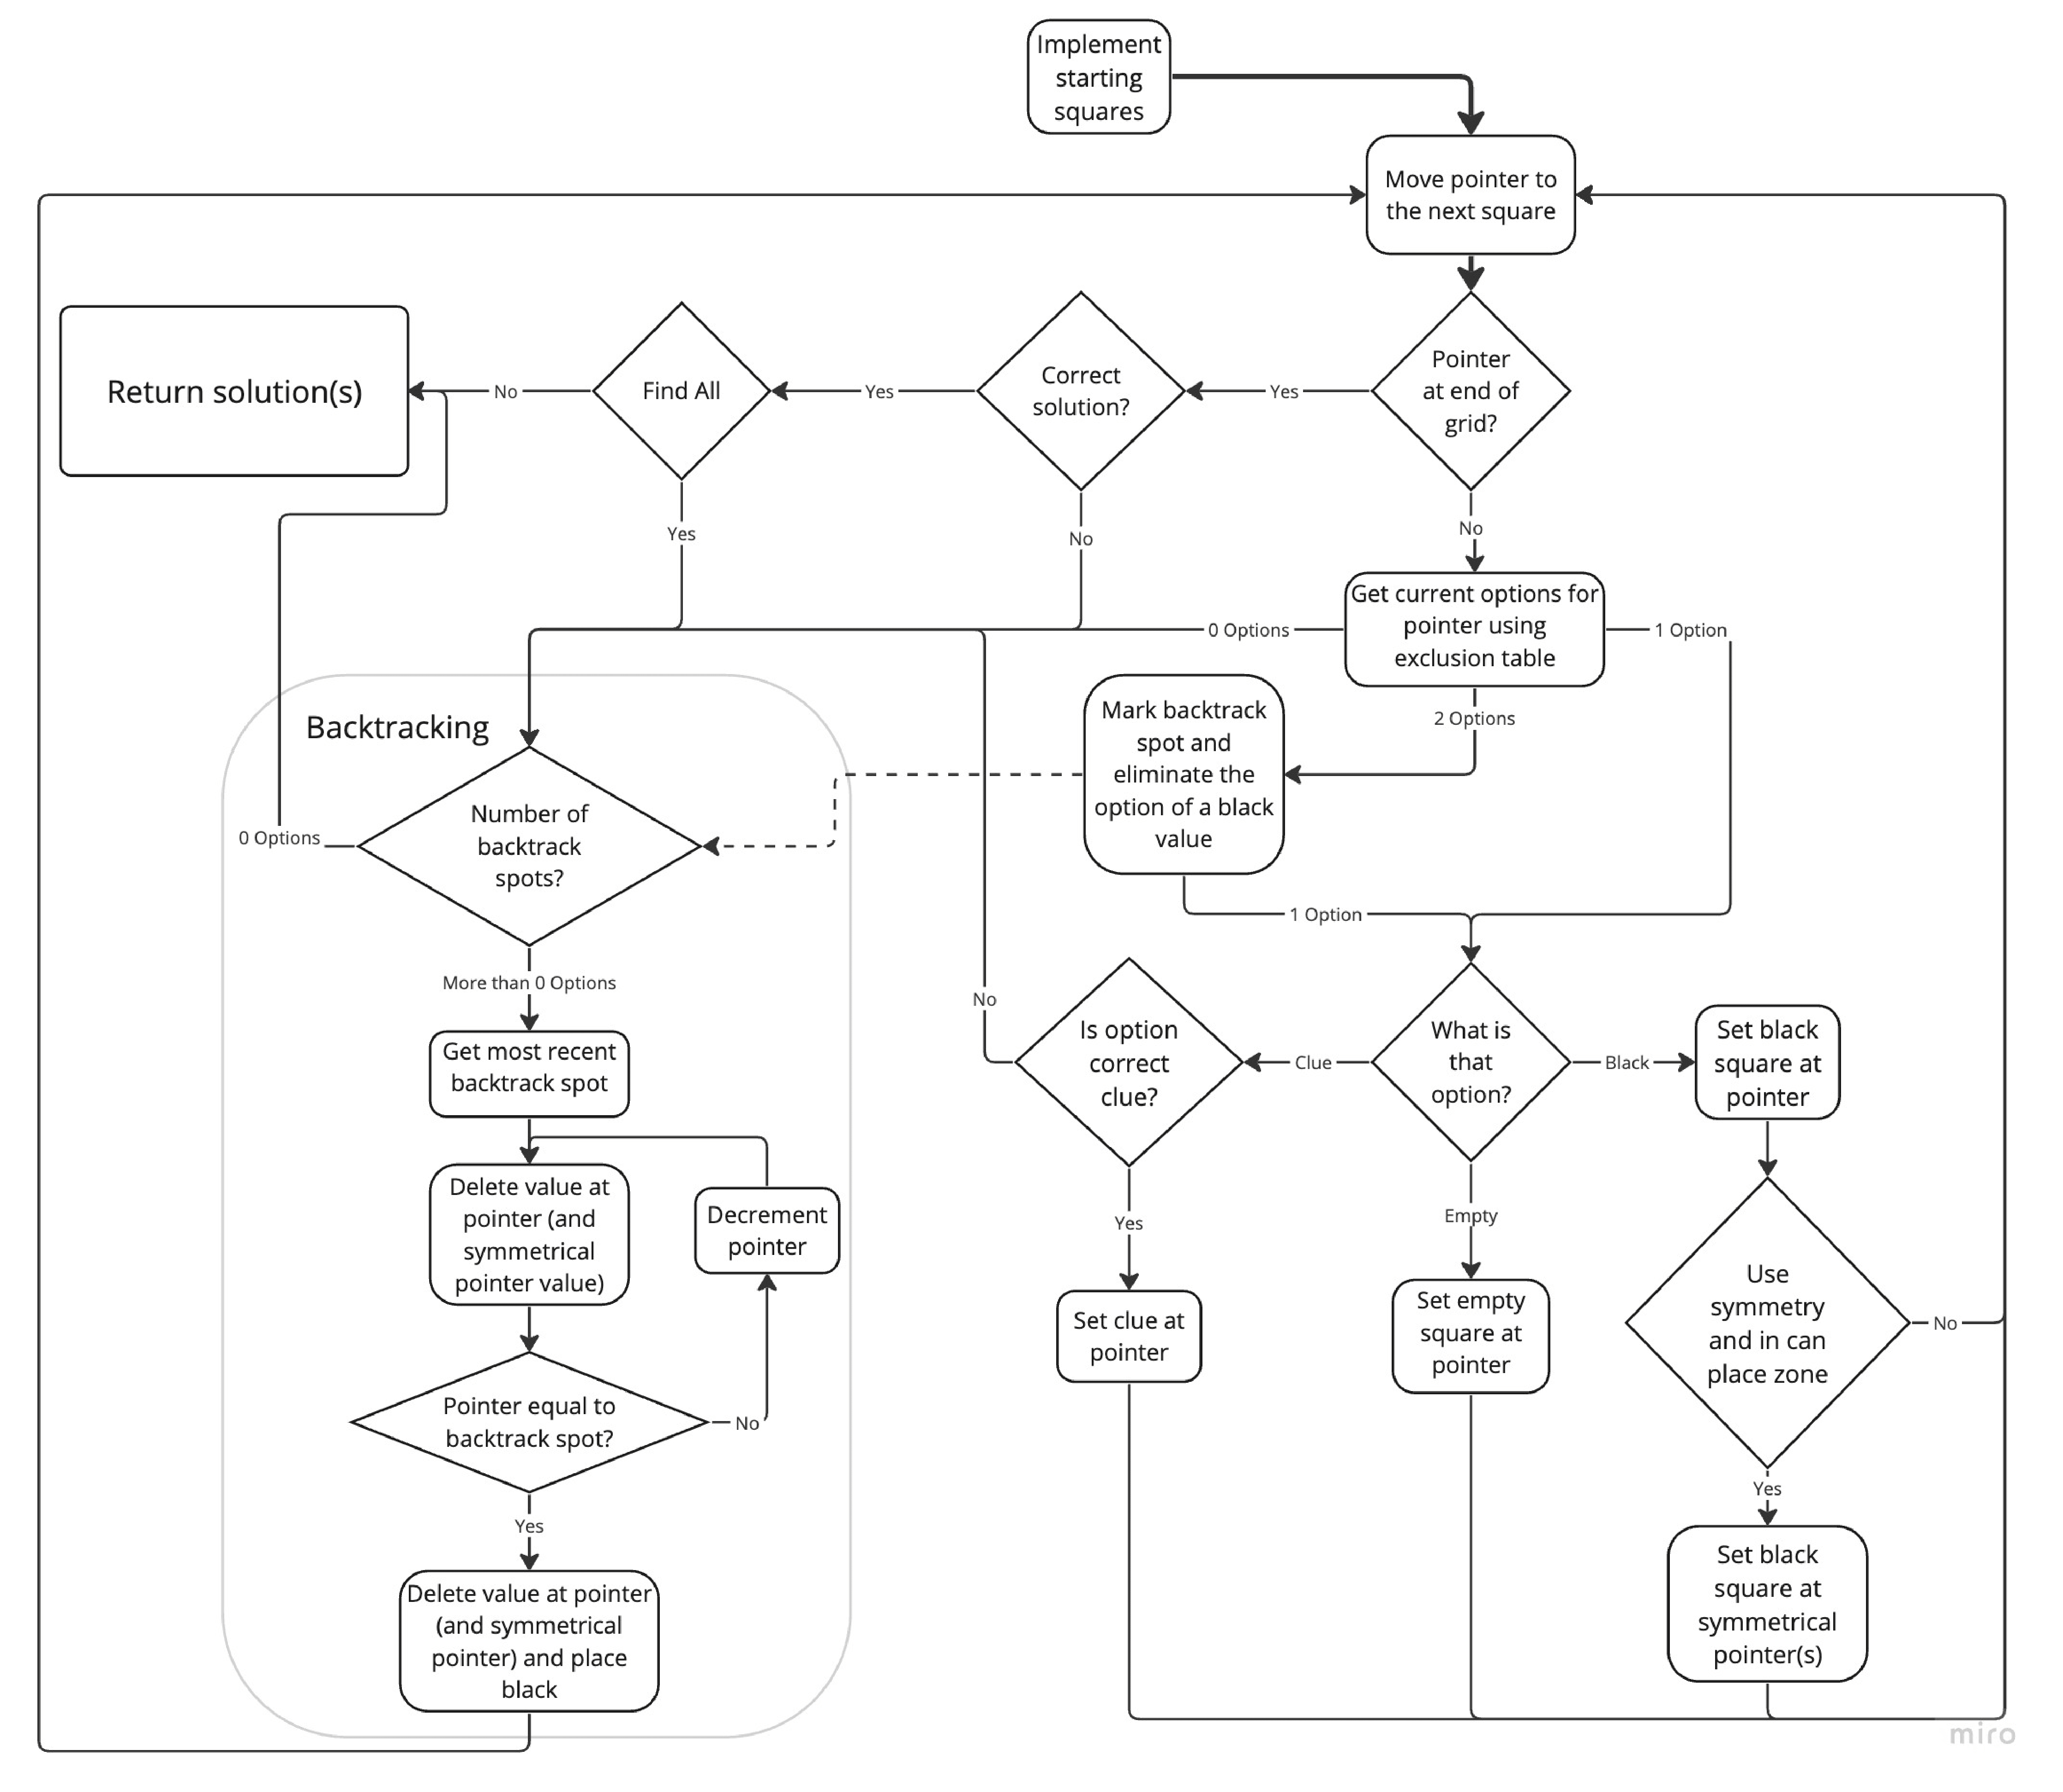 Implement
starting
squares
Move pointer to
the next square
Pointer
at end of
grid?
Yes
Correct
solution?
Yes
Find All
No
Return solution(s)
Yes
No
No
Get current options for
pointer using
exclusion table
0 Options
1 Option
2 Options
Mark backtrack
spot and
eliminate the
option of a black
value
1 Option
Backtracking
Number of
backtrack
spots?
0 Options
More than 0 Options
Get most recent
backtrack spot
Delete value at
pointer (and
symmetrical
pointer value)
Decrement
pointer
Pointer equal to
backtrack spot?
No
Yes
Delete value at pointer
(and symmetrical
pointer) and place
black
What is
that
option?
Clue
Is option
correct
clue?
No
Yes
Set clue at
pointer
Empty
Set empty
square at
pointer
Black
Set black
square at
pointer
Use
symmetry
and in can
place zone
No
Yes
Set black
square at
symmetrical
pointer(s)
miro